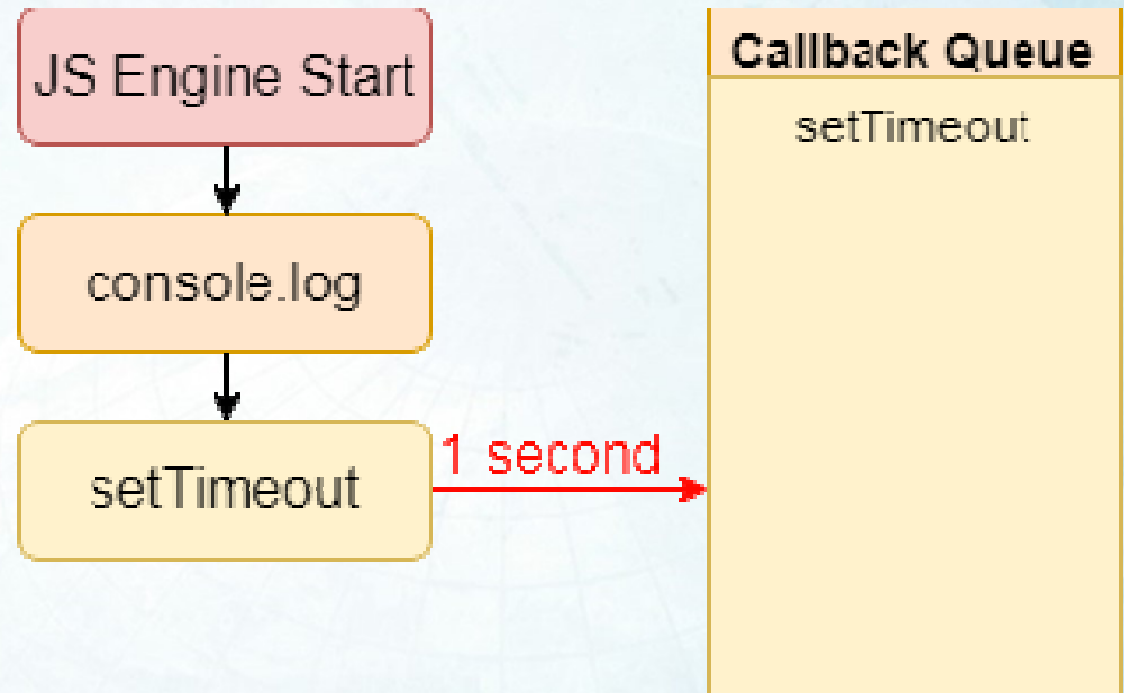 JS Engine Start
console.log
setTimeout
1 second
Callback Queue
setTimeout